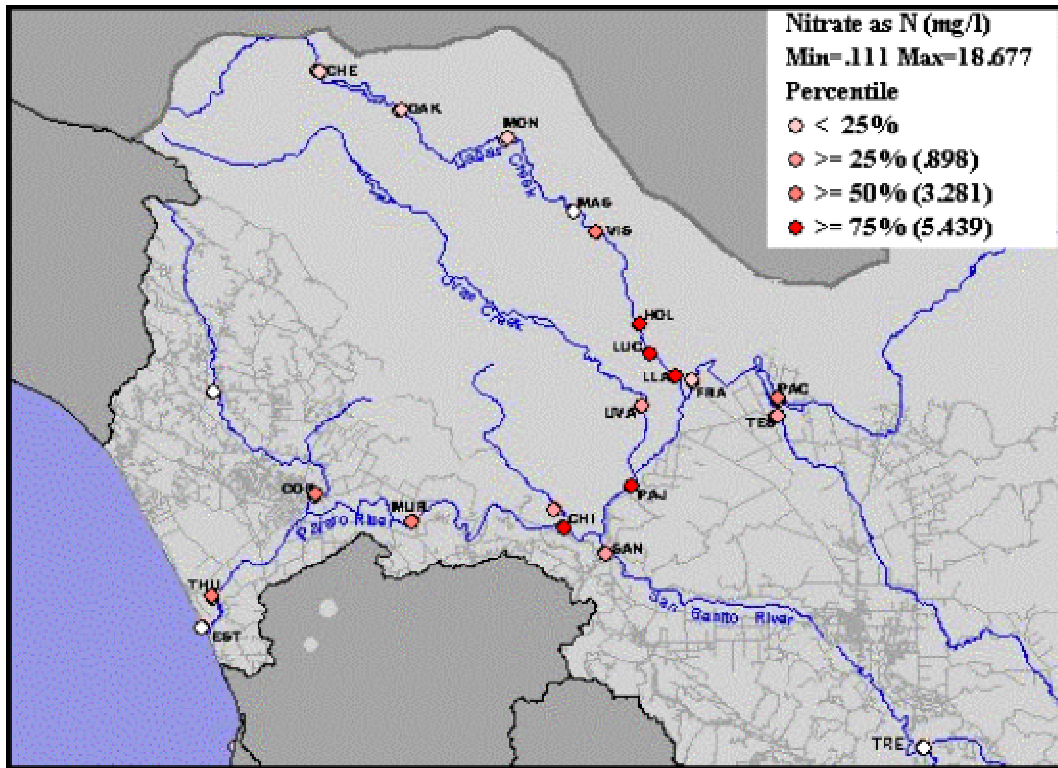 Nitrate as N (mg/l)
Min=.111 Max=18.677
Percentile
< 25%
>= 25% (.898)
>= 50% (3.281)
>= 75% (5.439)
CHE
OAK
MON
Llagas Creek
MAS
VIS
Uvas Creek
HOL
LUC
LLA
FRA
PAC
UVA
TES
PAJ
COR
MUR
CHI
Pajaro River
SAN
THU
San Benito River
EST
TRE